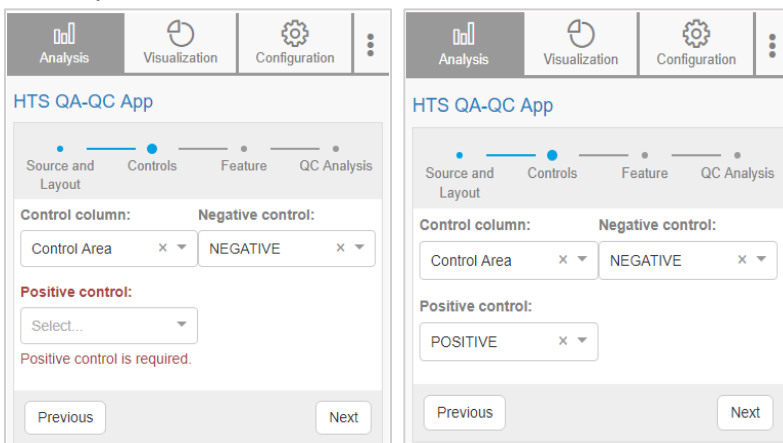 Analysis Visualization Configuration
HTS QA-QC App
Source and Layout Controls Feature QC Analysis
Control column: Negative control:
Control Area × NEGATIVE ×
Positive control:
Select...
Positive control is required.
Previous Next
Analysis Visualization Configuration
HTS QA-QC App
Source and Layout Controls Feature QC Analysis
Control column: Negative control:
Control Area × NEGATIVE ×
Positive control:
POSITIVE ×
Previous Next